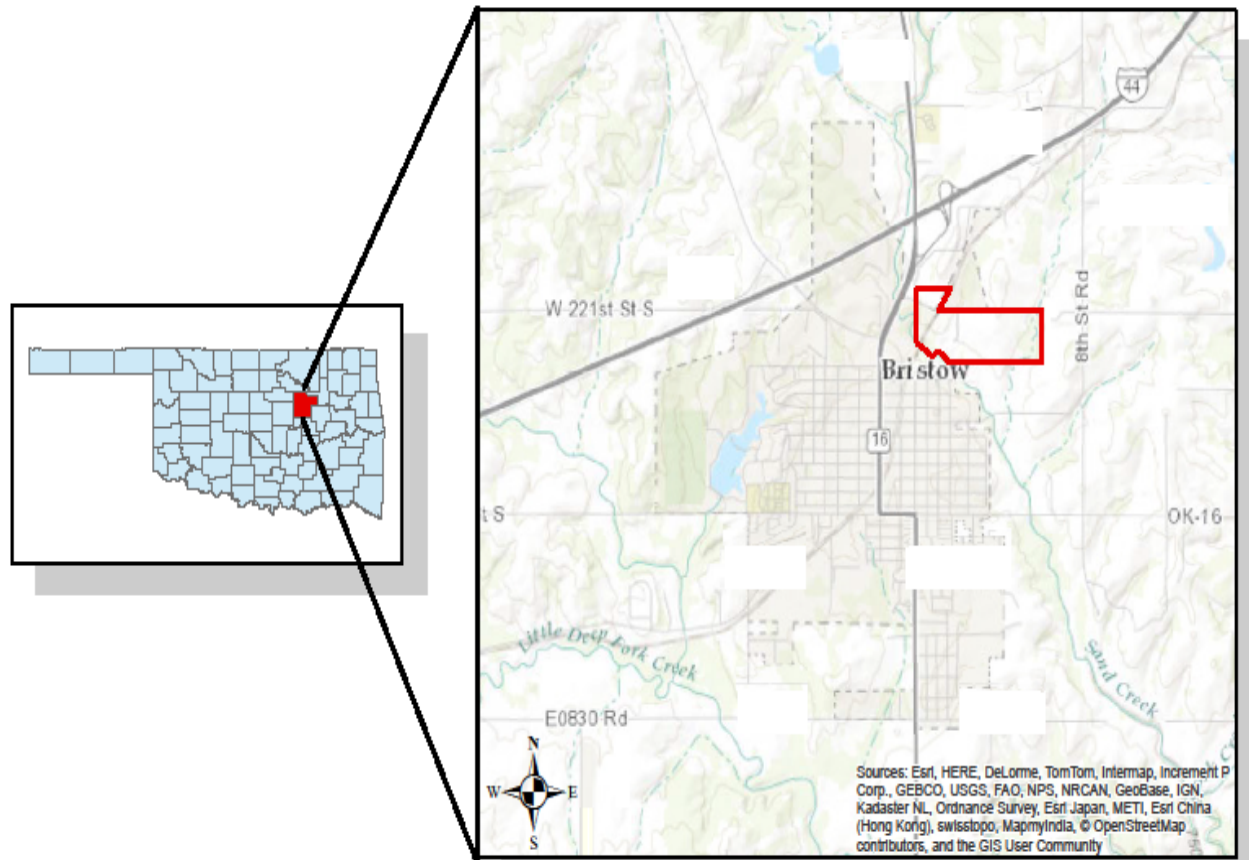 44
W 221st St S
8th St Rd
Bristow
16
t S
OK-16
Little Deep Fork Creek
Sand Creek
E0830 Rd
N
W E
S
Sources: Esri, HERE, DeLorme, TomTom, Intermap, Increment P
Corp., GEBCO, USGS, FAO, NPS, NRCAN, GeoBase, IGN,
Kadaster NL, Ordnance Survey, Esri Japan, METI, Esri China
(Hong Kong), swisstopo, MapmyIndia, © OpenStreetMap
contributors, and the GIS User Community